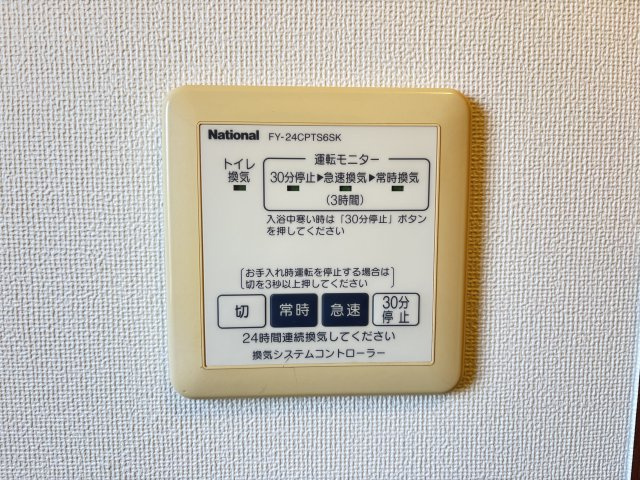 National FY-24CPTS6SK
トイレ
換気
運転モニター
30分停止▶急速換気▶常時換気
(3時間)
入浴中寒い時は「30分停止」ボタン
を押してください
お手入れ時運転を停止する場合は
切を3秒以上押してください
切 常時 急速 30分停止
24時間連続換気してください
換気システムコントローラー